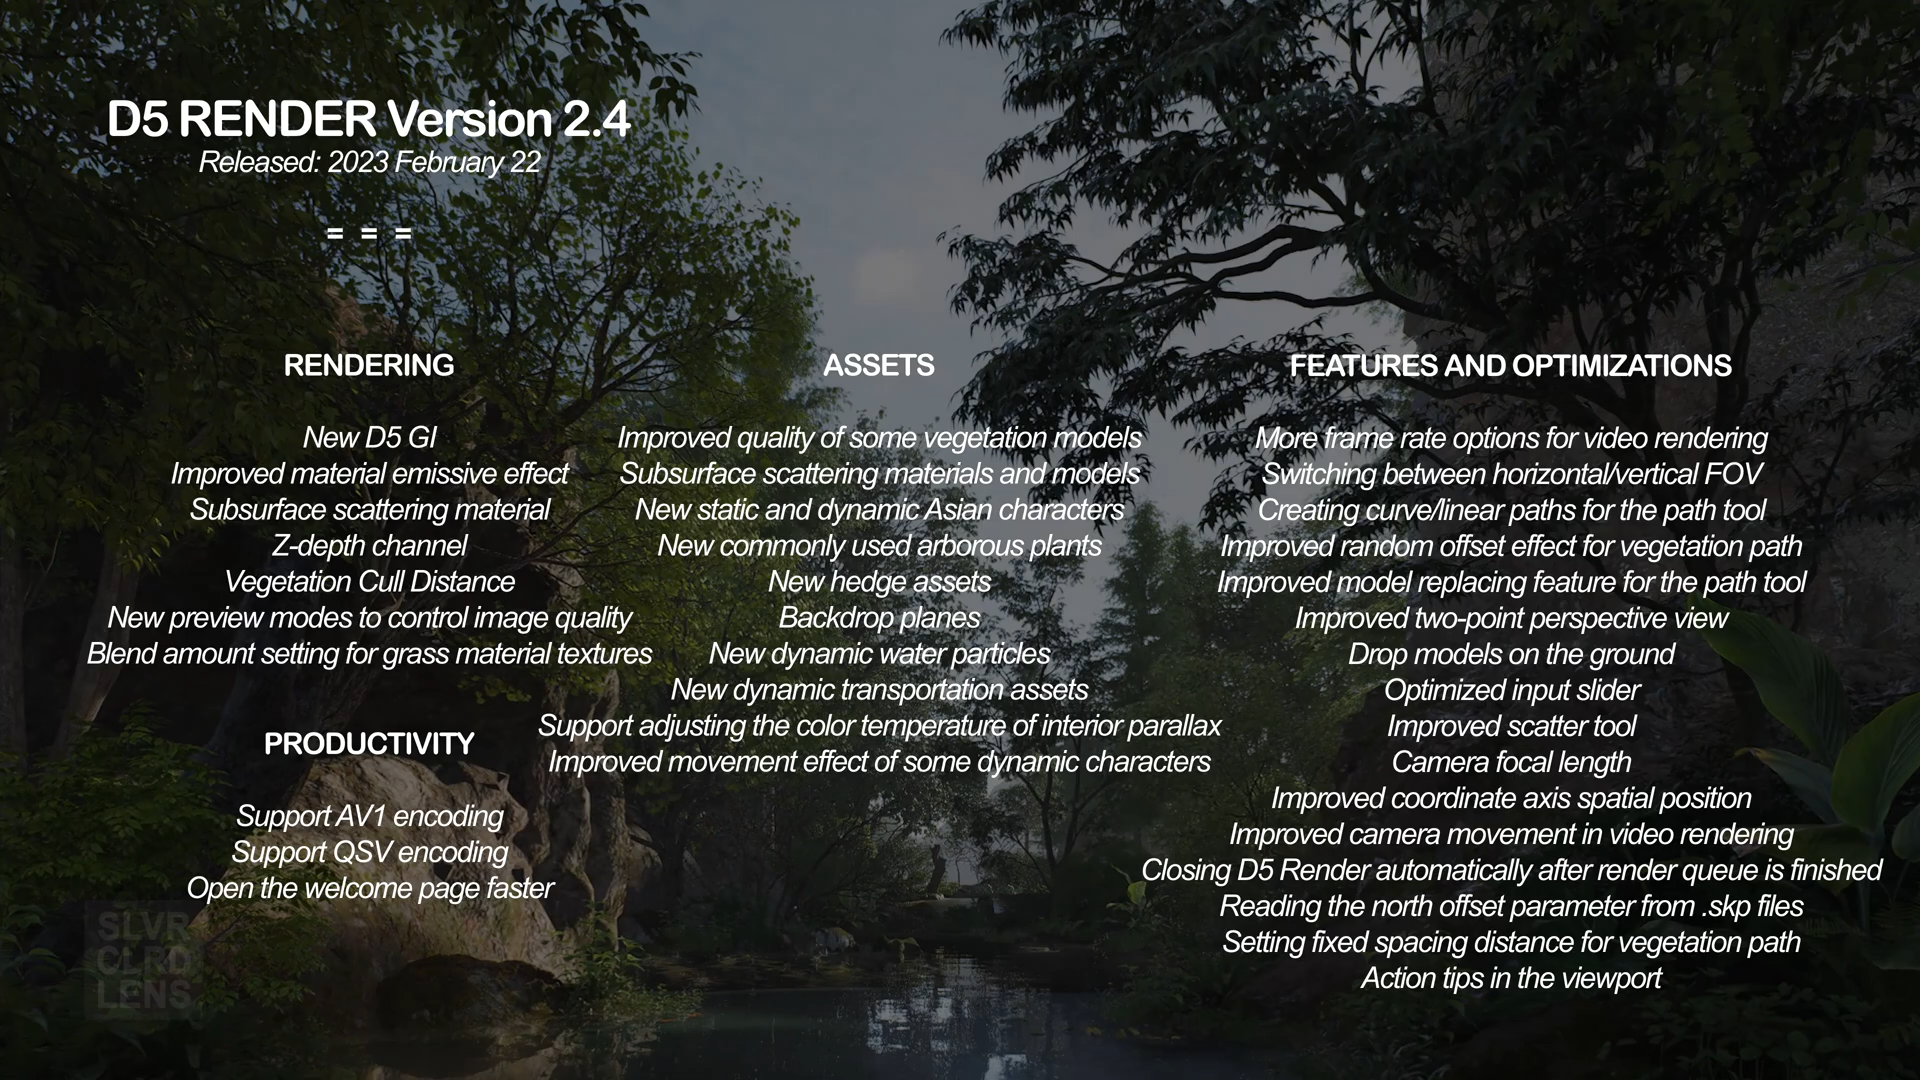 D5 RENDER Version 2.4
Released: 2023 February 22
= = =
RENDERING
New D5 GI
Improved material emissive effect
Subsurface scattering material
Z-depth channel
Vegetation Cull Distance
New preview modes to control image quality
Blend amount setting for grass material textures
PRODUCTIVITY
Support AV1 encoding
Support QSV encoding
Open the welcome page faster
SLVR
CLRD
LENS
ASSETS
Improved quality of some vegetation models
Subsurface scattering materials and models
New static and dynamic Asian characters
New commonly used arborous plants
New hedge assets
Backdrop planes
New dynamic water particles
New dynamic transportation assets
Support adjusting the color temperature of interior parallax
Improved movement effect of some dynamic characters
FEATURES AND OPTIMIZATIONS
More frame rate options for video rendering
Switching between horizontal/vertical FOV
Creating curve/linear paths for the path tool
Improved random offset effect for vegetation path
Improved model replacing feature for the path tool
Improved two-point perspective view
Drop models on the ground
Optimized input slider
Improved scatter tool
Camera focal length
Improved coordinate axis spatial position
Improved camera movement in video rendering
Closing D5 Render automatically after render queue is finished
Reading the north offset parameter from .skp files
Setting fixed spacing distance for vegetation path
Action tips in the viewport